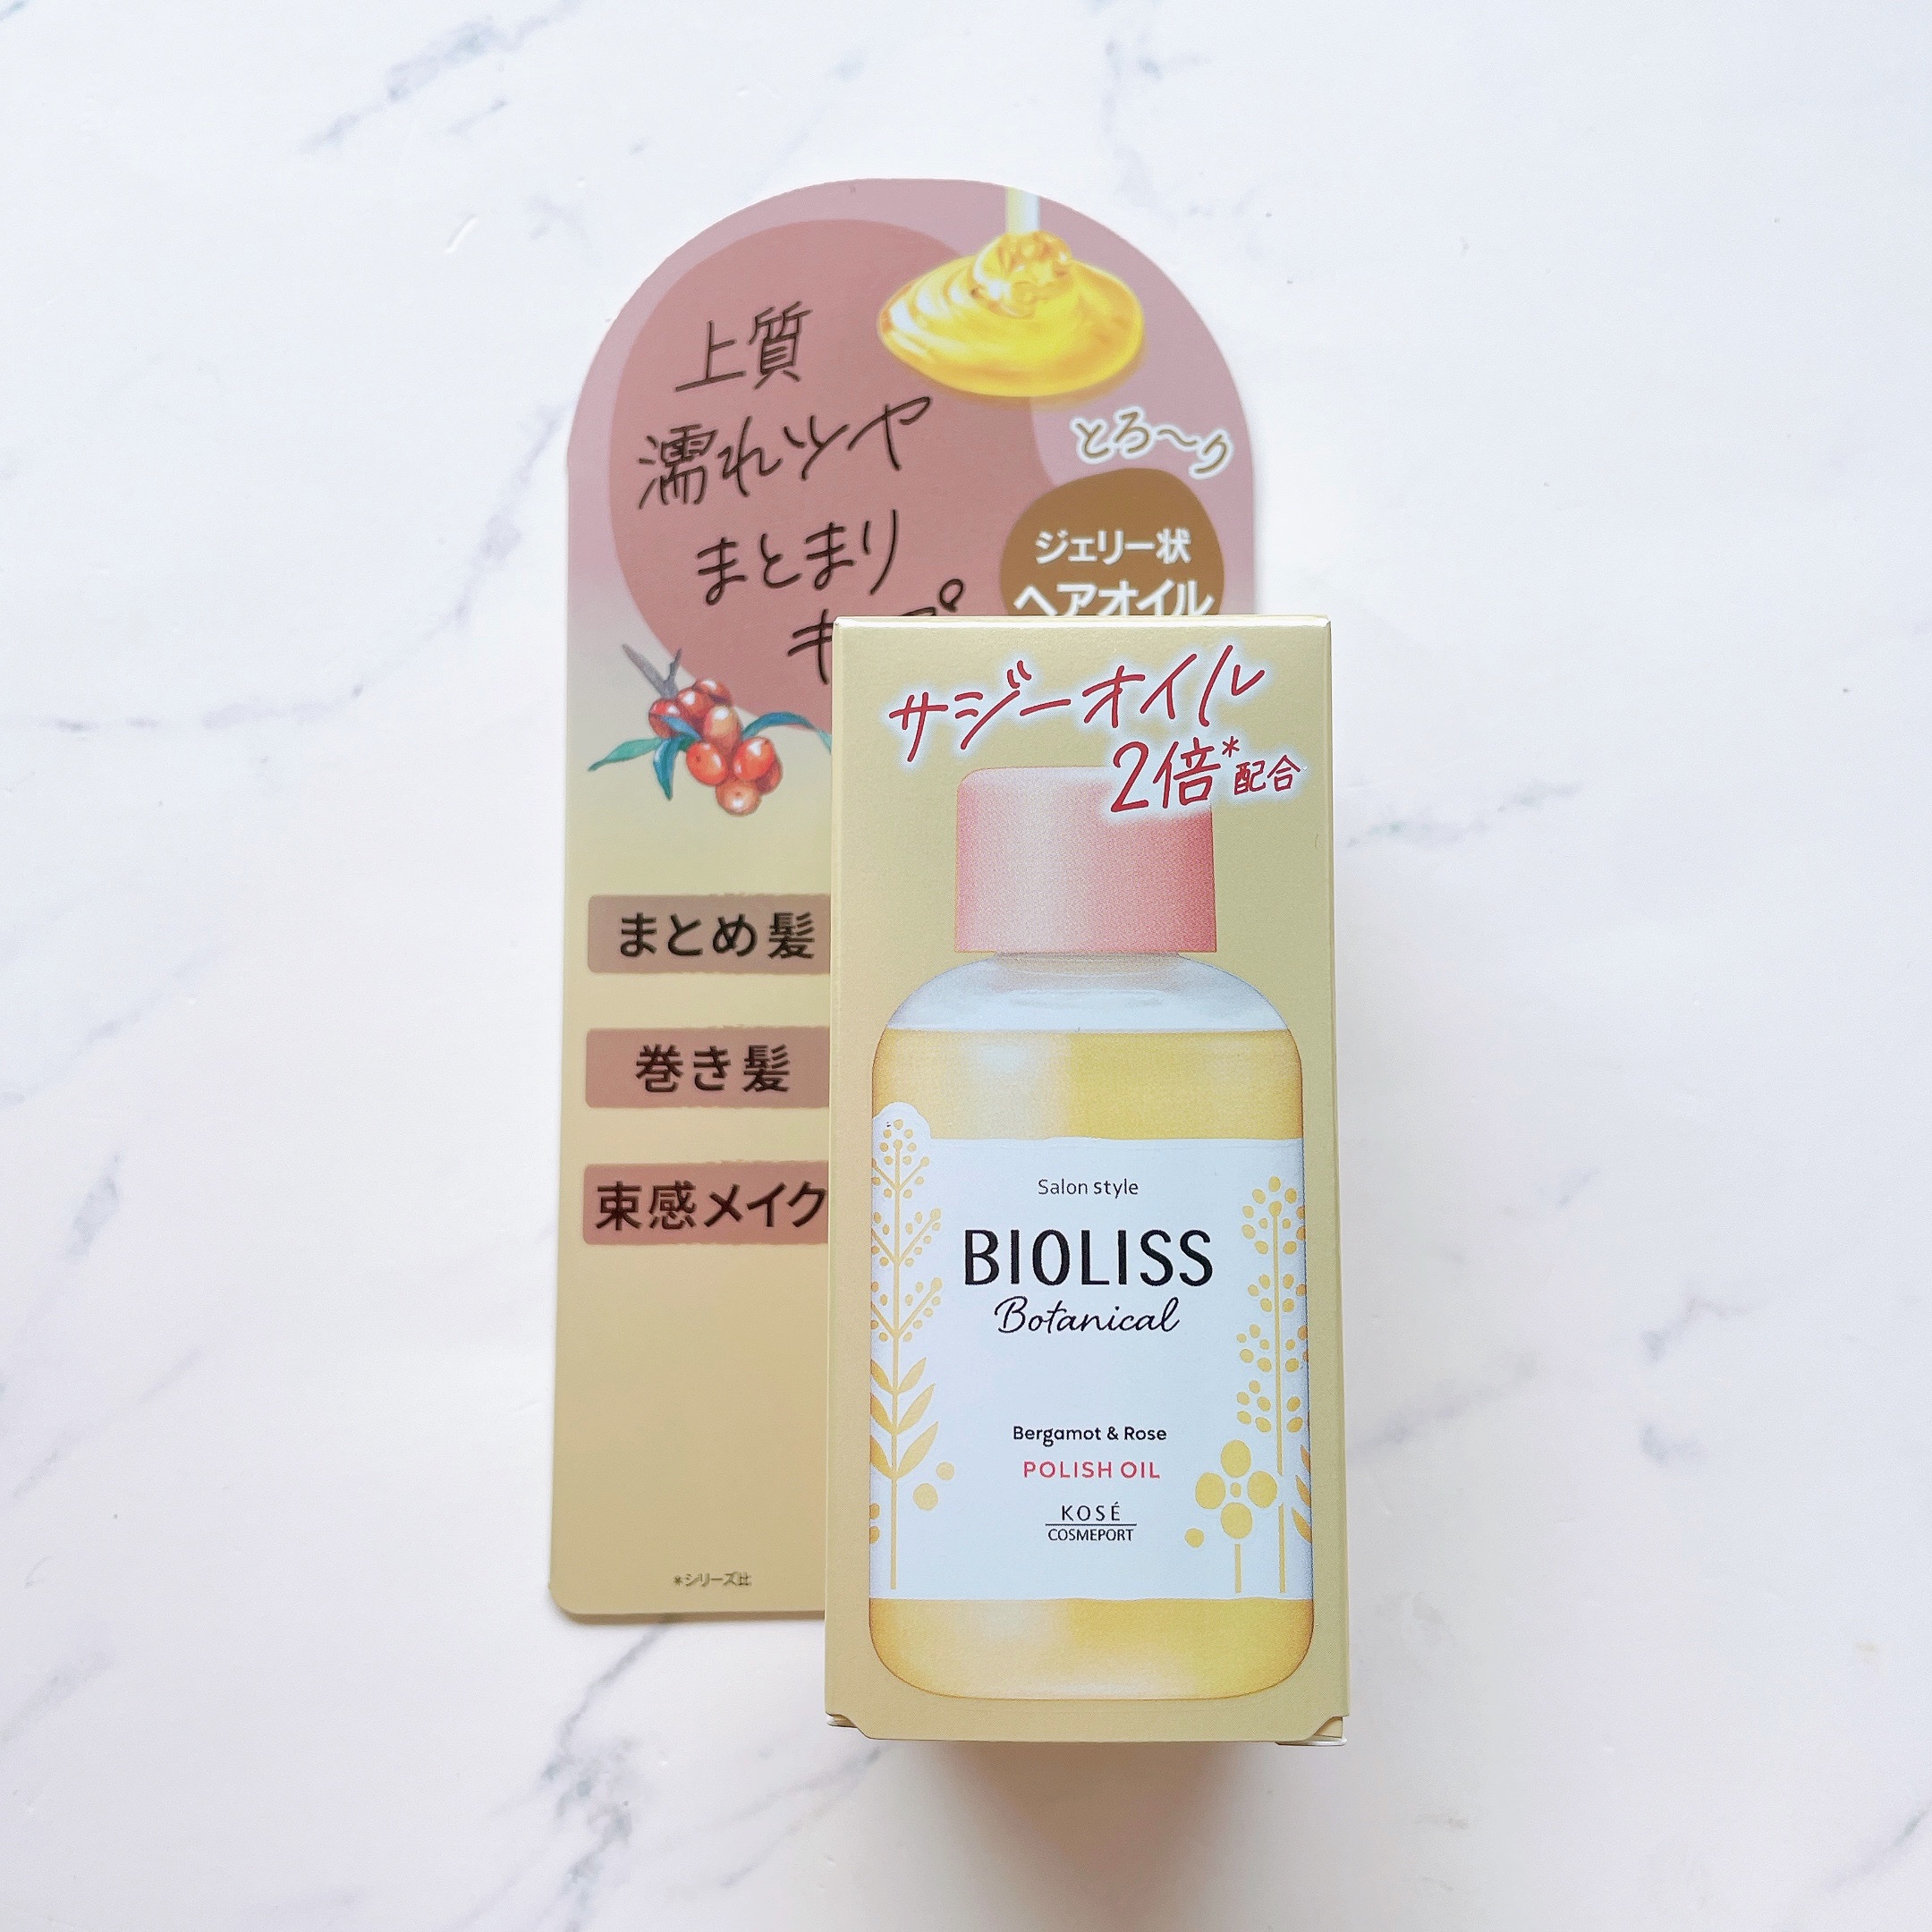 上質
濡れツヤ
まとまり
とろ〜り
ジェリー状
ヘアオイル
まとめ髪
巻き髪
束感メイク
*シリーズ比
サジーオイル
2倍*配合
Salon style
BIOLISS
Botanical
Bergamot & Rose
POLISH OIL
KOSÉ
COSMEPORT